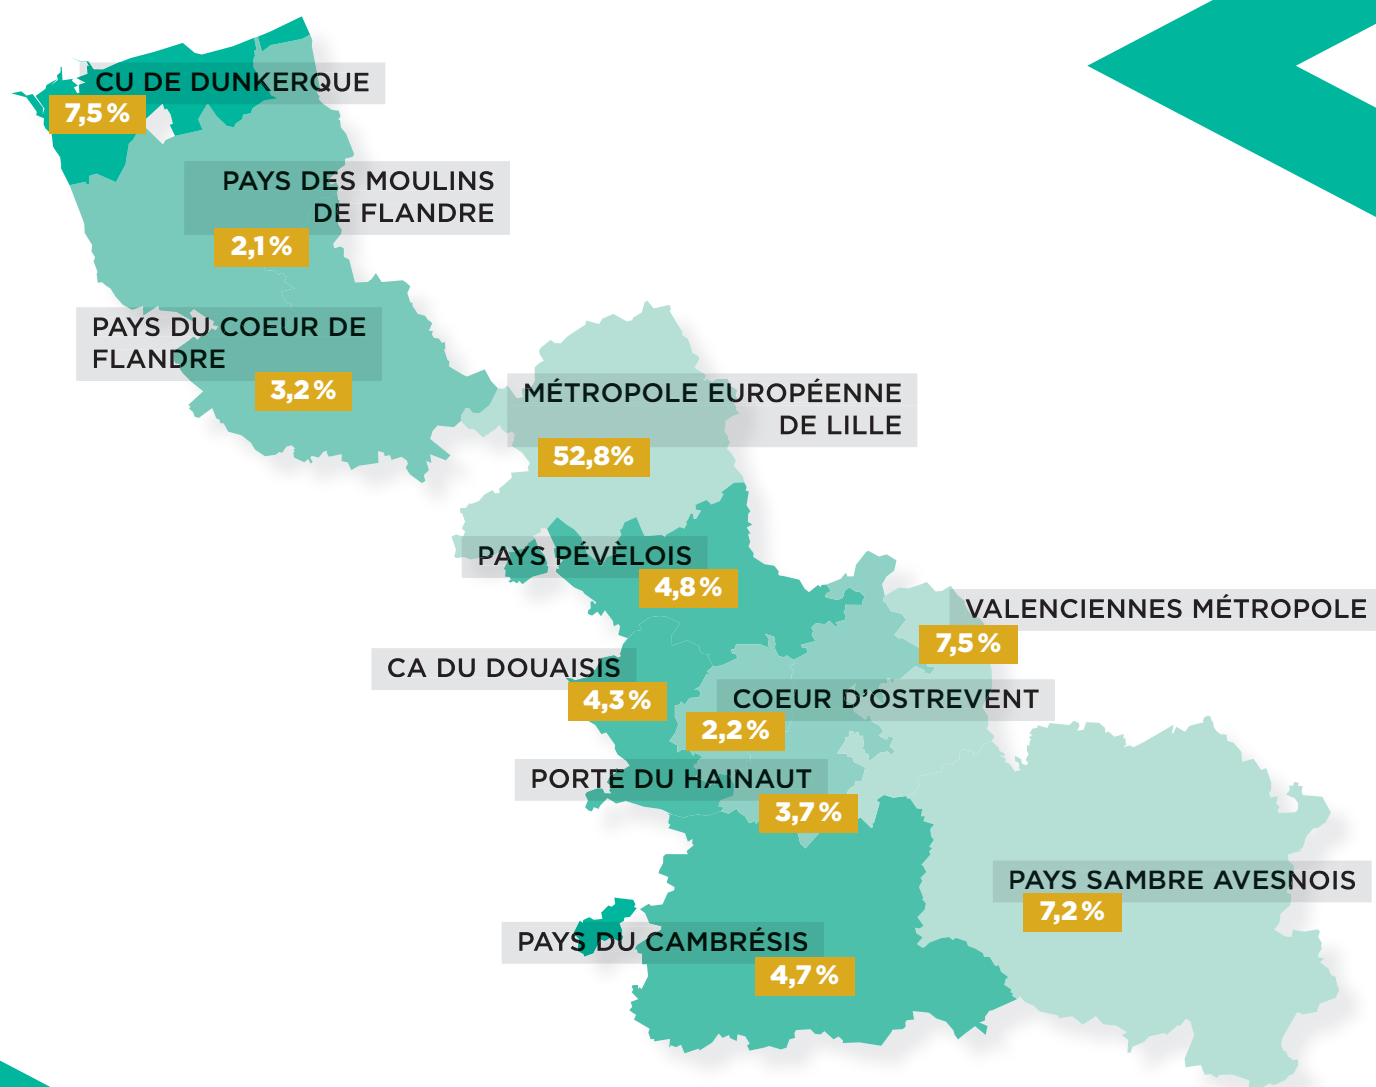 CU DE DUNKERQUE
7,5 %
PAYS DES MOULINS
DE FLANDRE
2,1 %
PAYS DU COEUR DE
FLANDRE
3,2 %
MÉTROPOLE EUROPÉENNE
DE LILLE
52,8%
PAYS PÉVÈLOIS
4,8 %
VALENCIENNES MÉTROPOLE
7,5 %
CA DU DOUAISIS
4,3 %
COEUR D'OSTREVENT
2,2 %
PORTE DU HAINAUT
3,7 %
PAYS SAMBRE AVESNOIS
7,2 %
PAYS DU CAMBRÉSIS
4,7 %